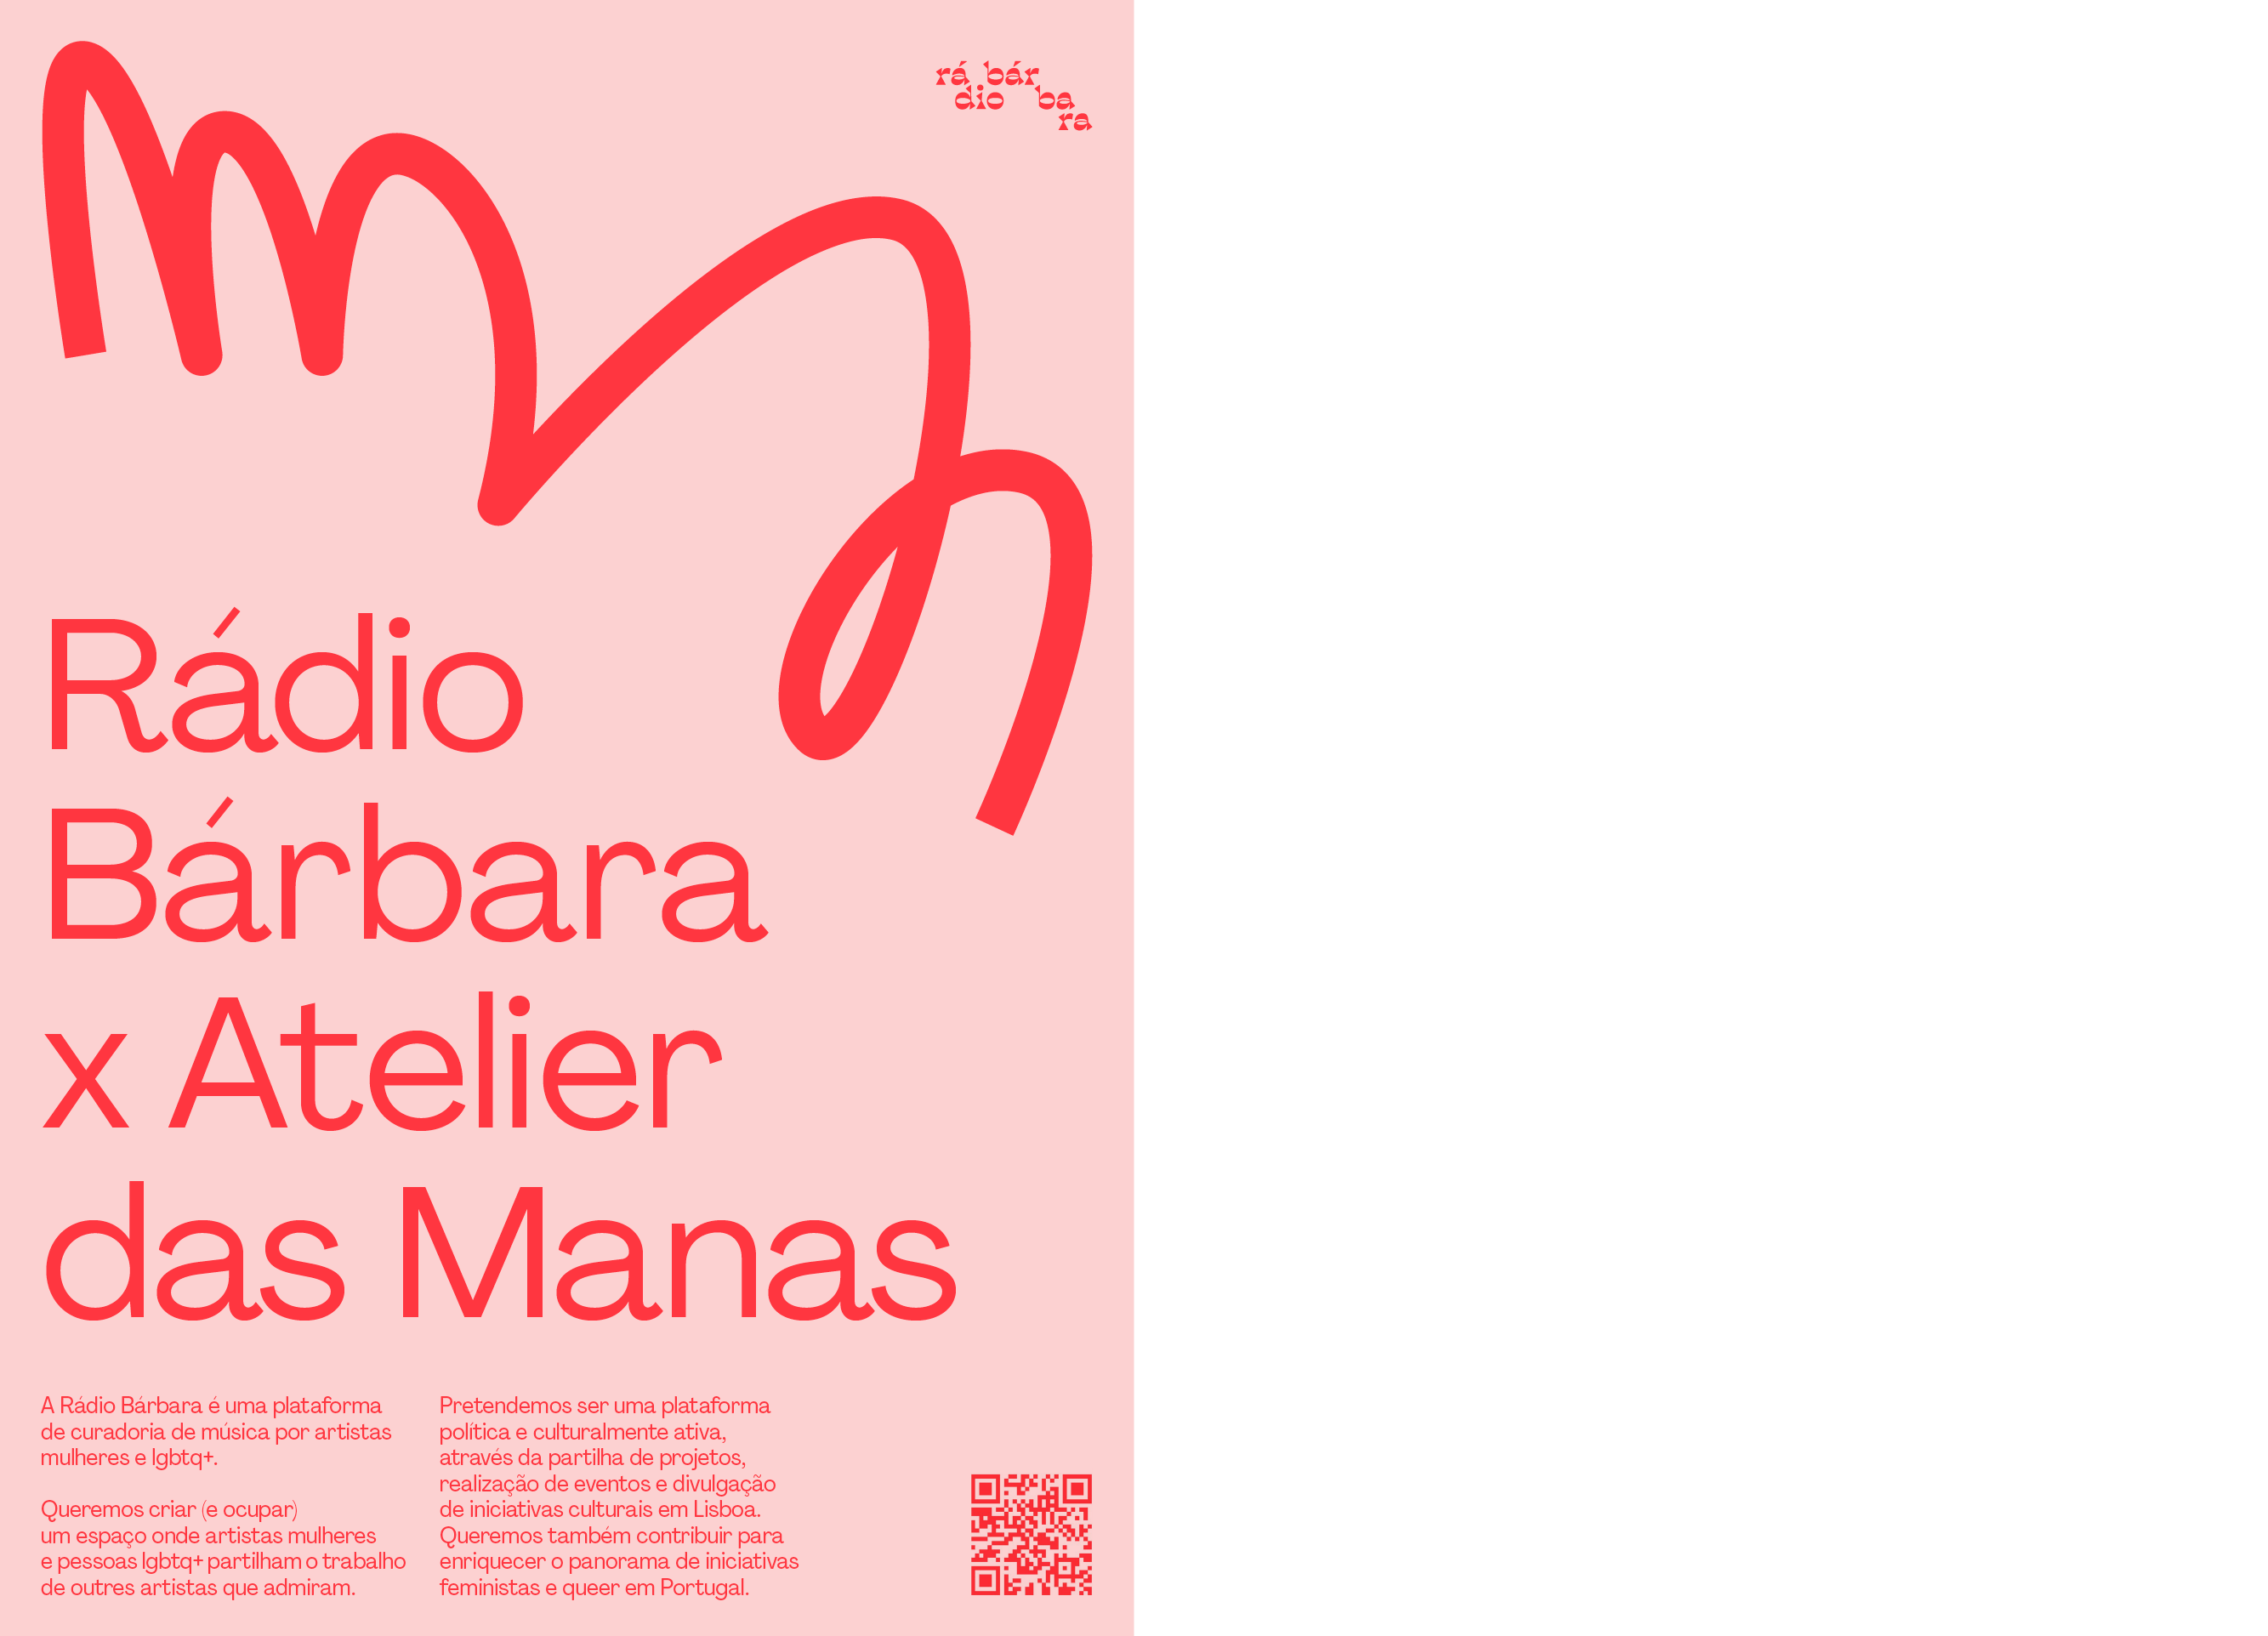 rá bár
dio ba
ra
Rádio
Bárbara
x Atelier
das Manas
A Rádio Bárbara é uma plataforma
de curadoria de música por artistas
mulheres e lgbtq+.
Queremos criar (e ocupar)
um espaço onde artistas mulheres
e pessoas lgbtq+ partilham o trabalho
de outres artistas que admiram.
Pretendemos ser uma plataforma
política e culturalmente ativa,
através da partilha de projetos,
realização de eventos e divulgação
de iniciativas culturais em Lisboa.
Queremos também contribuir para
enriquecer o panorama de iniciativas
feministas e queer em Portugal.